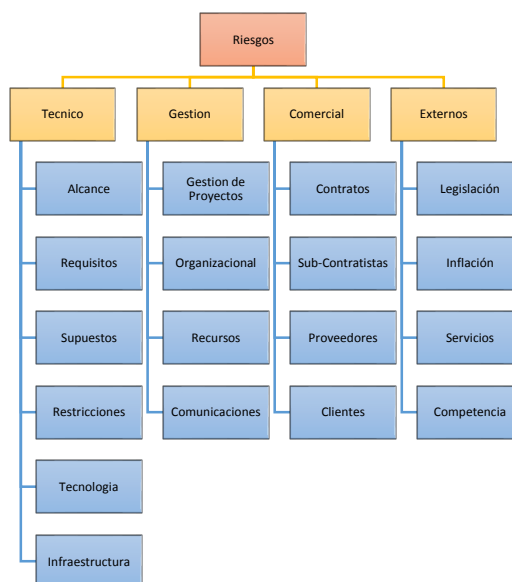 Riesgos
Tecnico
Gestion
Comercial
Externos
Alcance
Gestion de
Proyectos
Contratos
Legislación
Requisitos
Organizacional
Sub-Contratistas
Inflación
Supuestos
Recursos
Proveedores
Servicios
Restricciones
Comunicaciones
Clientes
Competencia
Tecnologia
Infraestructura